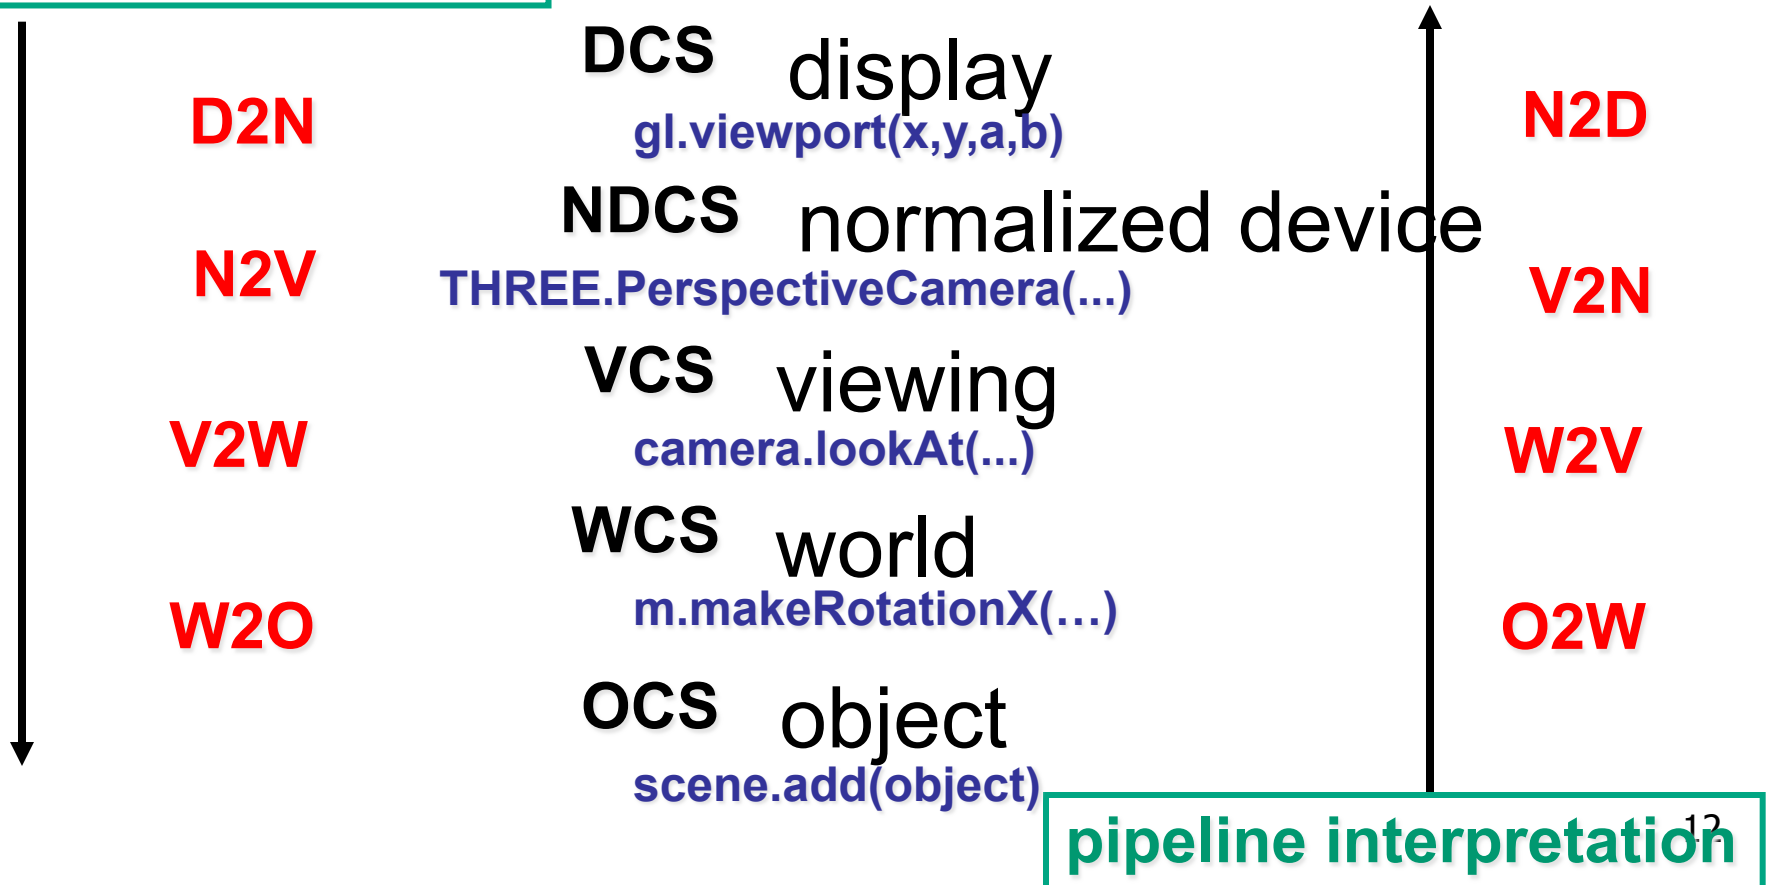 DCS display
D2N
gl.viewport(x,y,a,b)
N2D
NDCS normalized device
N2V
THREE.PerspectiveCamera(...)
V2N
VCS viewing
V2W
camera.lookAt(...)
W2V
WCS world
W2O
m.makeRotationX(…)
O2W
OCS object
scene.add(object)
pipeline interpretation
12